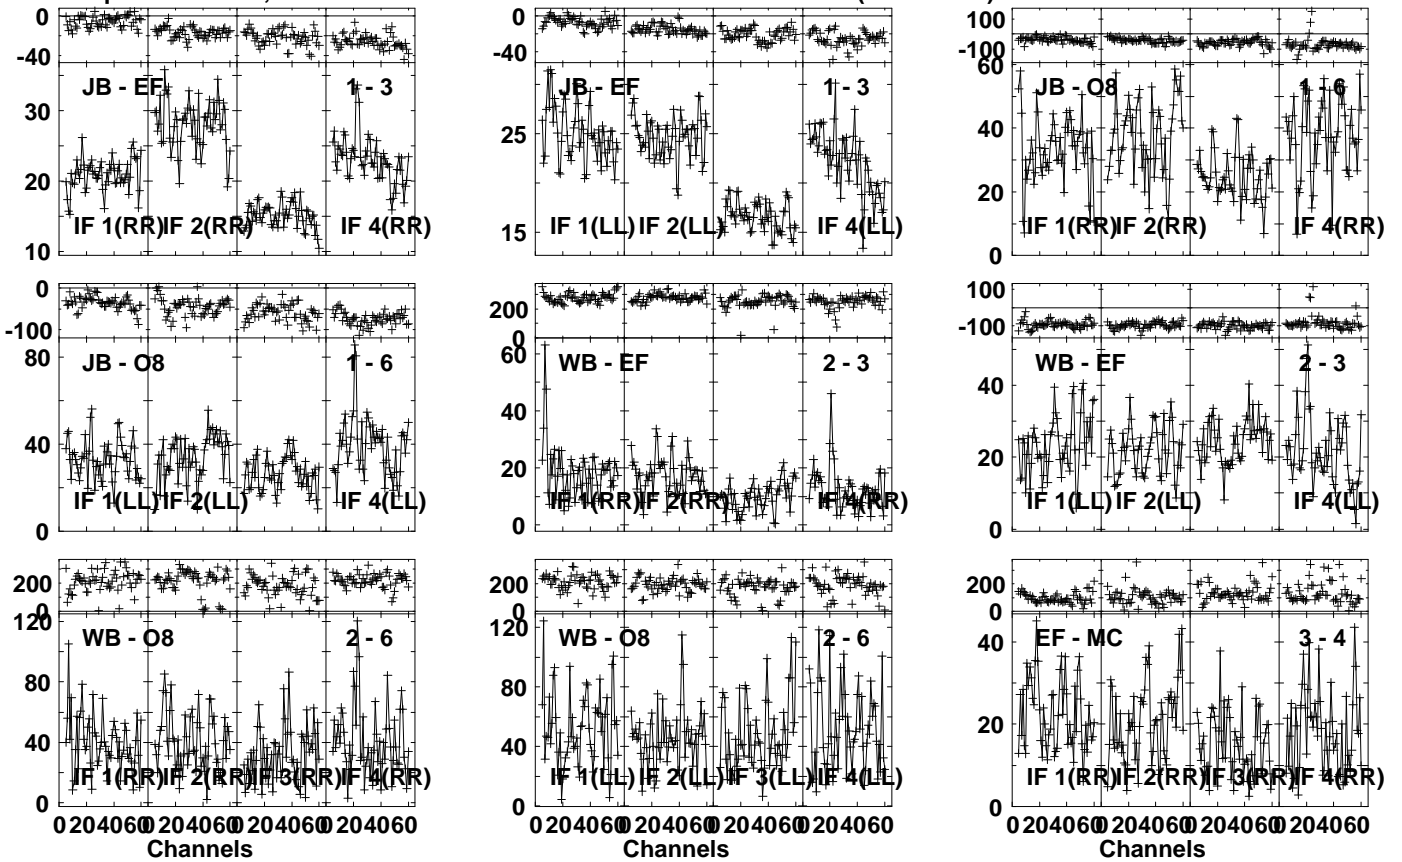 0 0 100
-40 -40 -100
60
JB - EF 1 - 3 JB - EF 1 - 3 JB - O8 1 - 6
30 25 40
20 20
IF 1(RR) IF 2(RR) IF 4(RR) IF 1(LL) IF 2(LL) IF 4(LL) IF 1(RR) IF 2(RR) IF 4(RR)
10 15 0
0 200 100
-100 0 -100
80 60
JB - O8 1 - 6 WB - EF 2 - 3 WB - EF 2 - 3
40 40 40
20 20
IF 1(LL) IF 2(LL) IF 4(LL) IF 1(RR) IF 2(RR) IF 4(RR) IF 1(LL) IF 2(LL) IF 4(LL)
0 0 0
200 200 200
0 0 0
120 120
WB - O8 2 - 6 WB - O8 2 - 6 EF - MC 3 - 4
80 80 40
40 40 20
IF 1(RR) IF 2(RR) IF 3(RR) IF 4(RR) IF 1(LL) IF 2(LL) IF 3(LL) IF 4(LL) IF 1(RR) IF 2(RR) IF 3(RR) IF 4(RR)
0 0 0
0 204060 0 204060 0 204060 0 204060 0 204060 0 204060 0 204060 0 204060 0 204060 0 204060 0 204060 0 204060
Channels Channels Channels